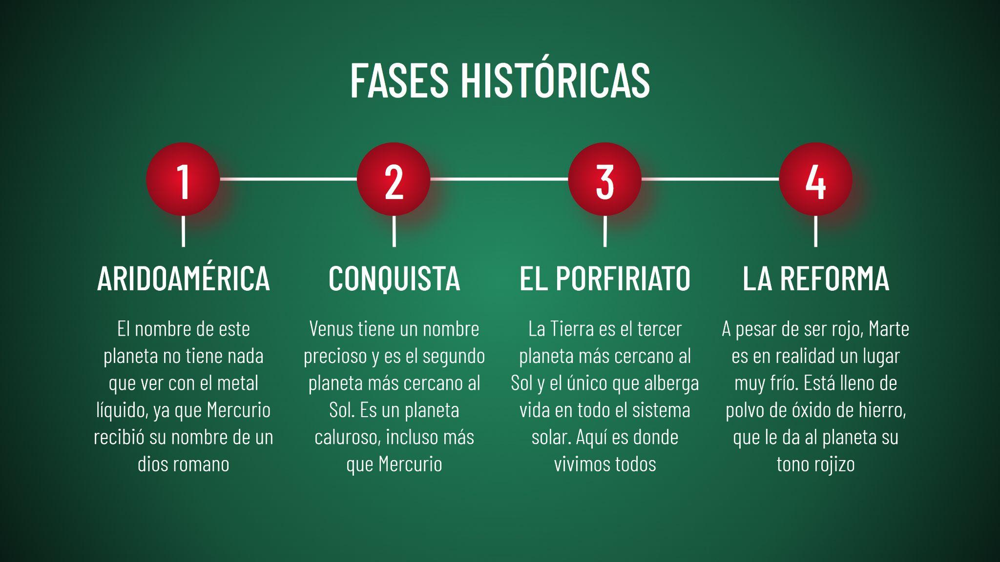 FASES HISTÓRICAS
1
2
3
4
ARIDOAMÉRICA
El nombre de este
planeta no tiene nada
que ver con el metal
líquido, ya que Mercurio
recibió su nombre de un
dios romano
CONQUISTA
Venus tiene un nombre
precioso y es el segundo
planeta más cercano al
Sol. Es un planeta
caluroso, incluso más
que Mercurio
EL PORFIRIATO
La Tierra es el tercer
planeta más cercano al
Sol y el único que alberga
vida en todo el sistema
solar. Aquí es donde
vivimos todos
LA REFORMA
A pesar de ser rojo, Marte
es en realidad un lugar
muy frío. Está lleno de
polvo de óxido de hierro,
que le da al planeta su
tono rojizo